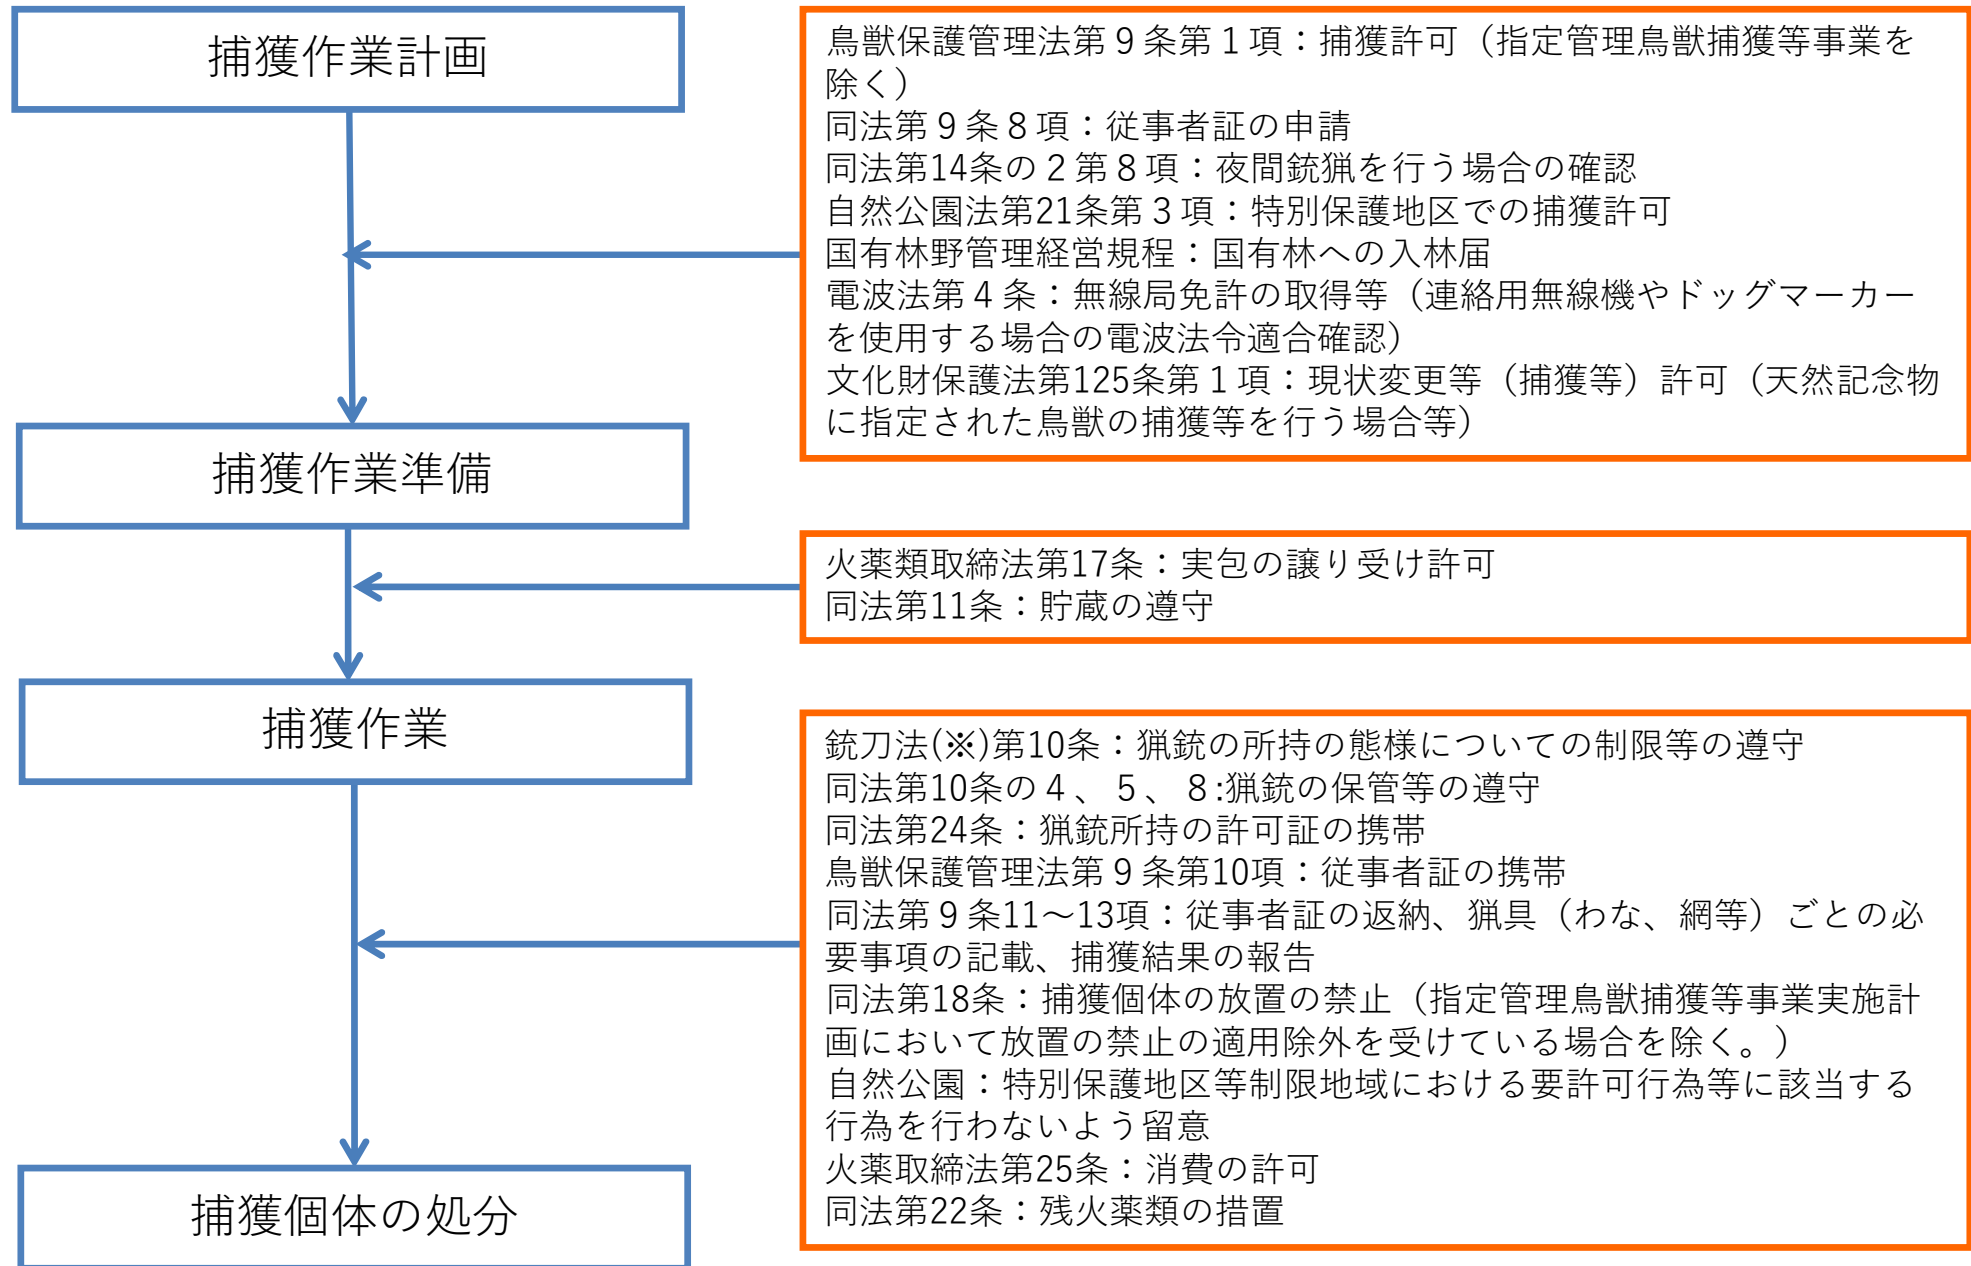 捕獲作業計画
鳥獣保護管理法第９条第１項：捕獲許可（指定管理鳥獣捕獲等事業を
除く）
同法第９条８項：従事者証の申請
同法第14条の２第８項：夜間銃猟を行う場合の確認
自然公園法第21条第３項：特別保護地区での捕獲許可
国有林野管理経営規程：国有林への入林届
電波法第４条：無線局免許の取得等（連絡用無線機やドッグマーカー
を使用する場合の電波法令適合確認）
文化財保護法第125条第１項：現状変更等（捕獲等）許可（天然記念物
に指定された鳥獣の捕獲等を行う場合等）
捕獲作業準備
火薬類取締法第17条：実包の譲り受け許可
同法第11条：貯蔵の遵守
捕獲作業
銃刀法(※)第10条：猟銃の所持の態様についての制限等の遵守
同法第10条の４、５、８:猟銃の保管等の遵守
同法第24条：猟銃所持の許可証の携帯
鳥獣保護管理法第９条第10項：従事者証の携帯
同法第９条11～13項：従事者証の返納、猟具（わな、網等）ごとの必
要事項の記載、捕獲結果の報告
同法第18条：捕獲個体の放置の禁止（指定管理鳥獣捕獲等事業実施計
画において放置の禁止の適用除外を受けている場合を除く。）
自然公園：特別保護地区等制限地域における要許可行為等に該当する
行為を行わないよう留意
火薬取締法第25条：消費の許可
同法第22条：残火薬類の措置
捕獲個体の処分